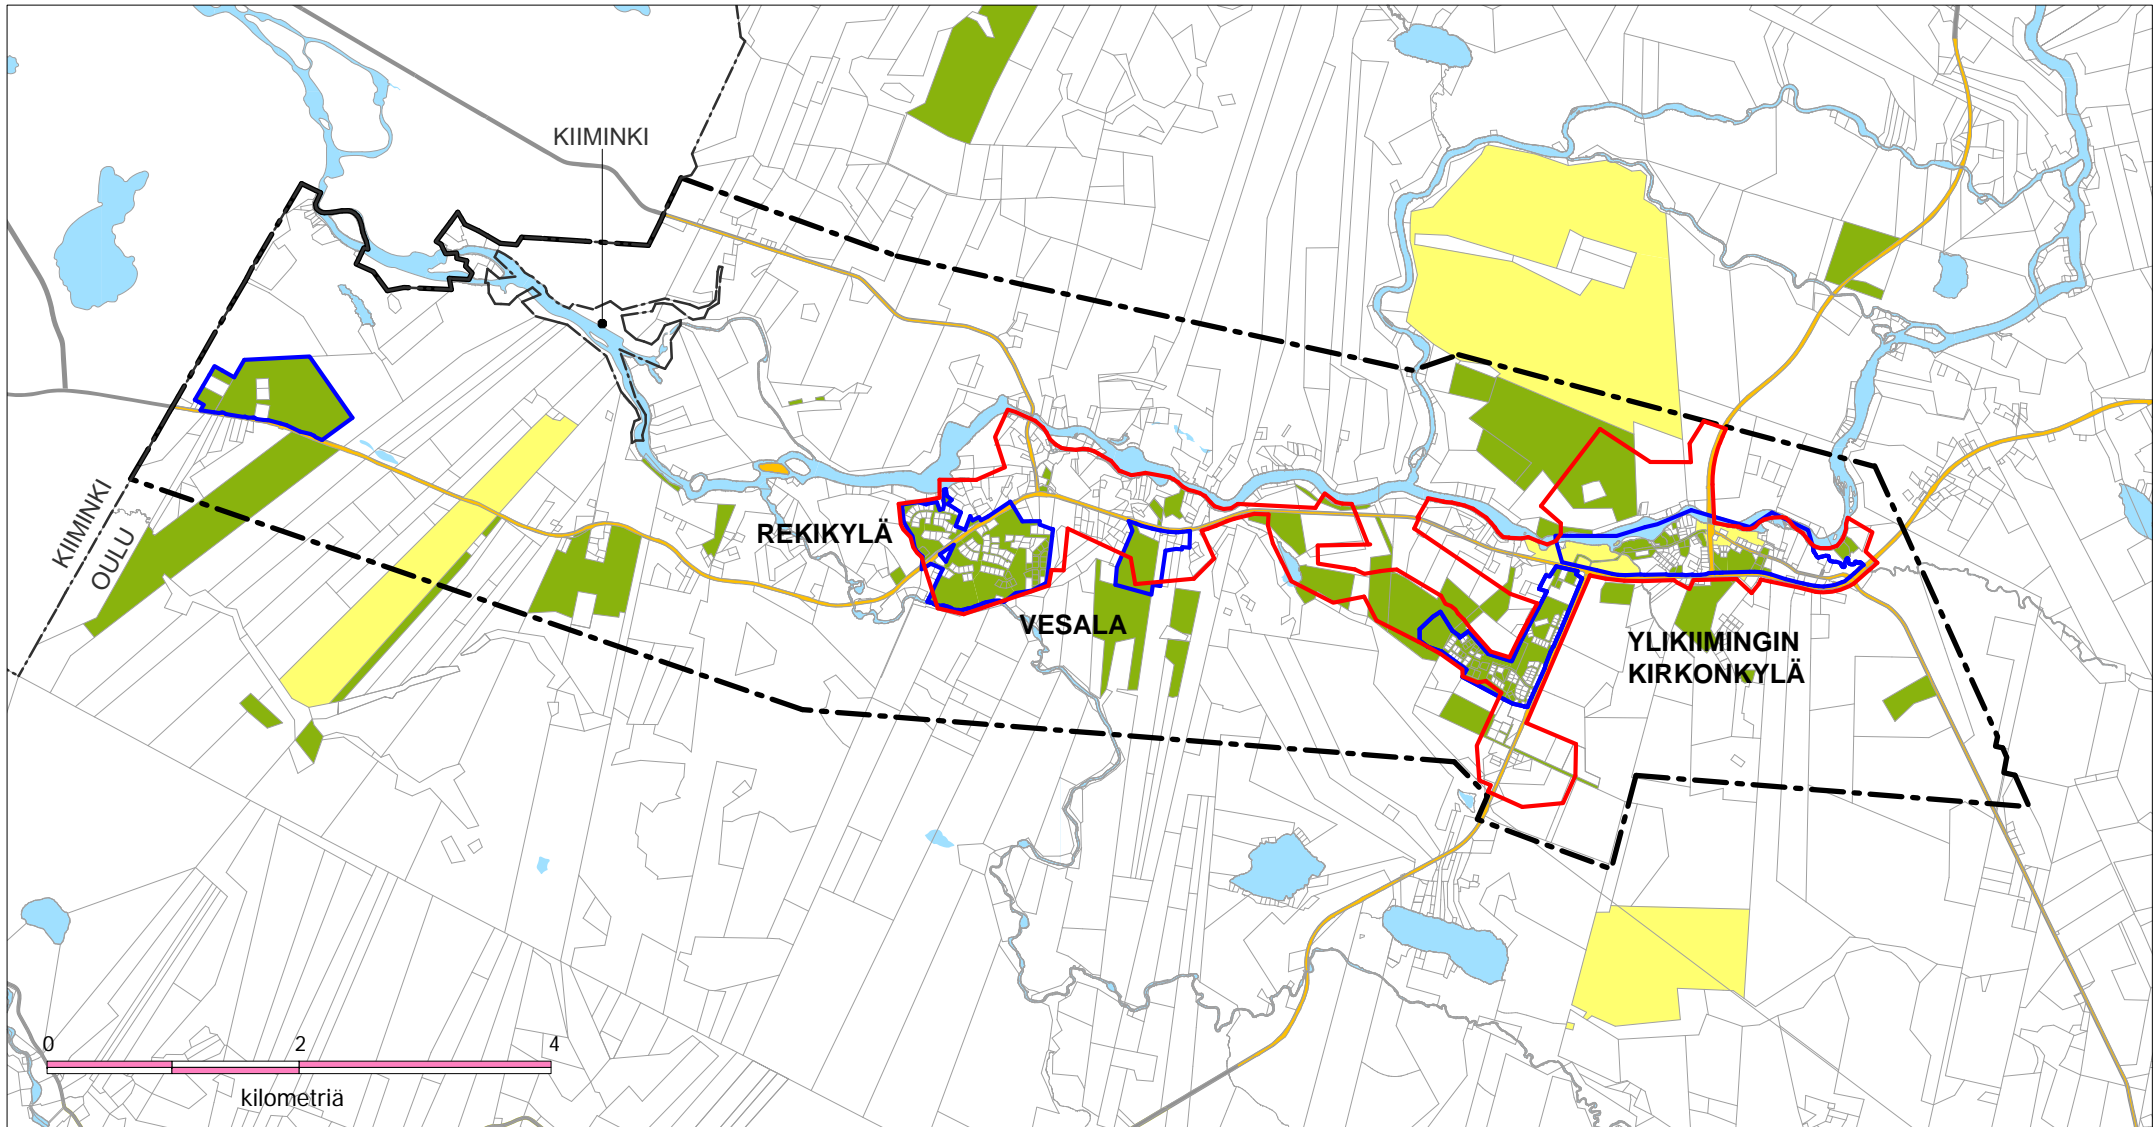 KIIMINKI
KIIMINKI
OULU
REKIKYLÄ
VESALA
YLIKIIMINGIN
KIRKONKYLÄ
0 2 4
kilometriä